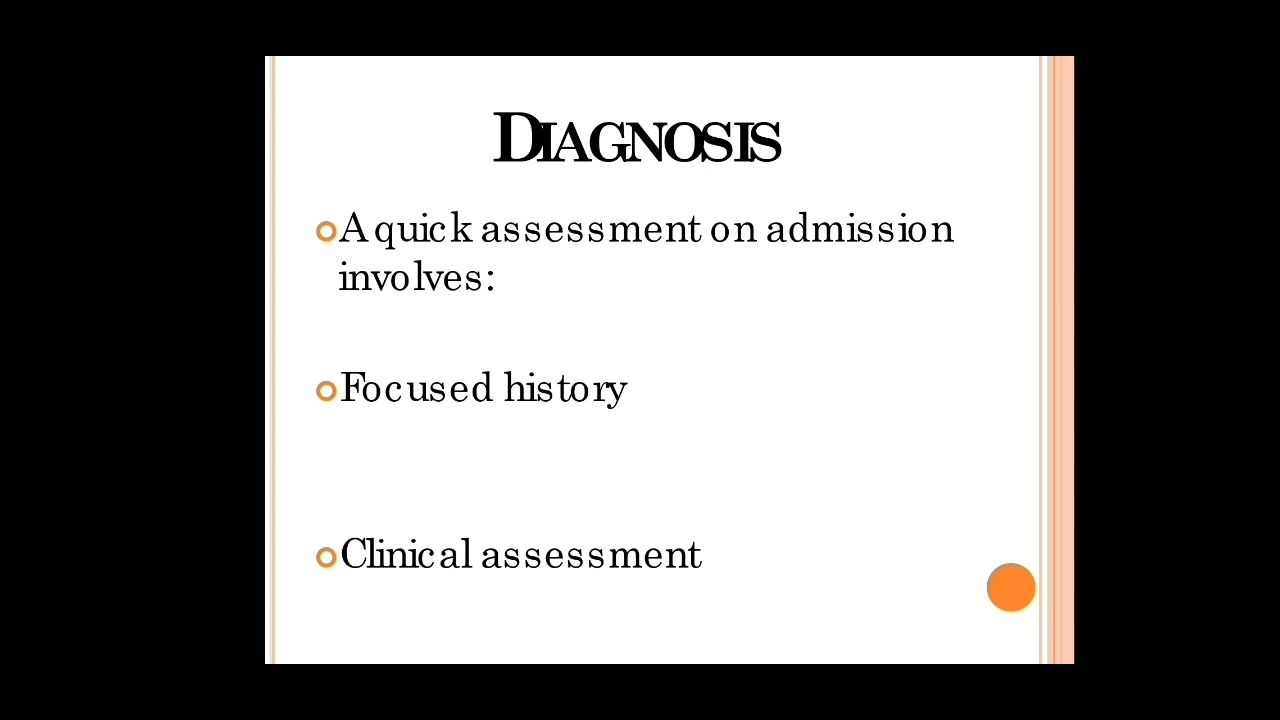 DIAGNOSIS
A quick assessment on admission
involves:
Focused history
Clinical assessment